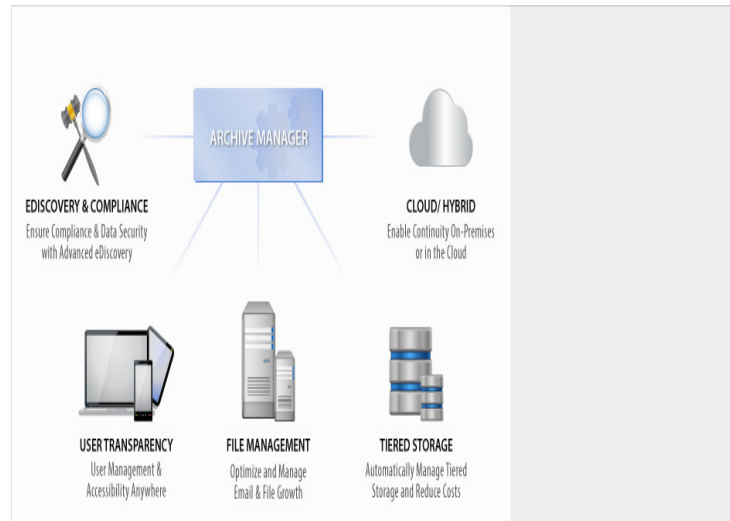 ARCHIVE MANAGER
EDISCOVERY & COMPLIANCE
Ensure Compliance & Data Security
with Advanced eDiscovery
CLOUD/ HYBRID
Enable Continuity On-Premises
or in the Cloud
USER TRANSPARENCY
User Management &
Accessibility Anywhere
FILE MANAGEMENT
Optimize and Manage
Email & File Growth
TIERED STORAGE
Automatically Manage Tiered
Storage and Reduce Costs